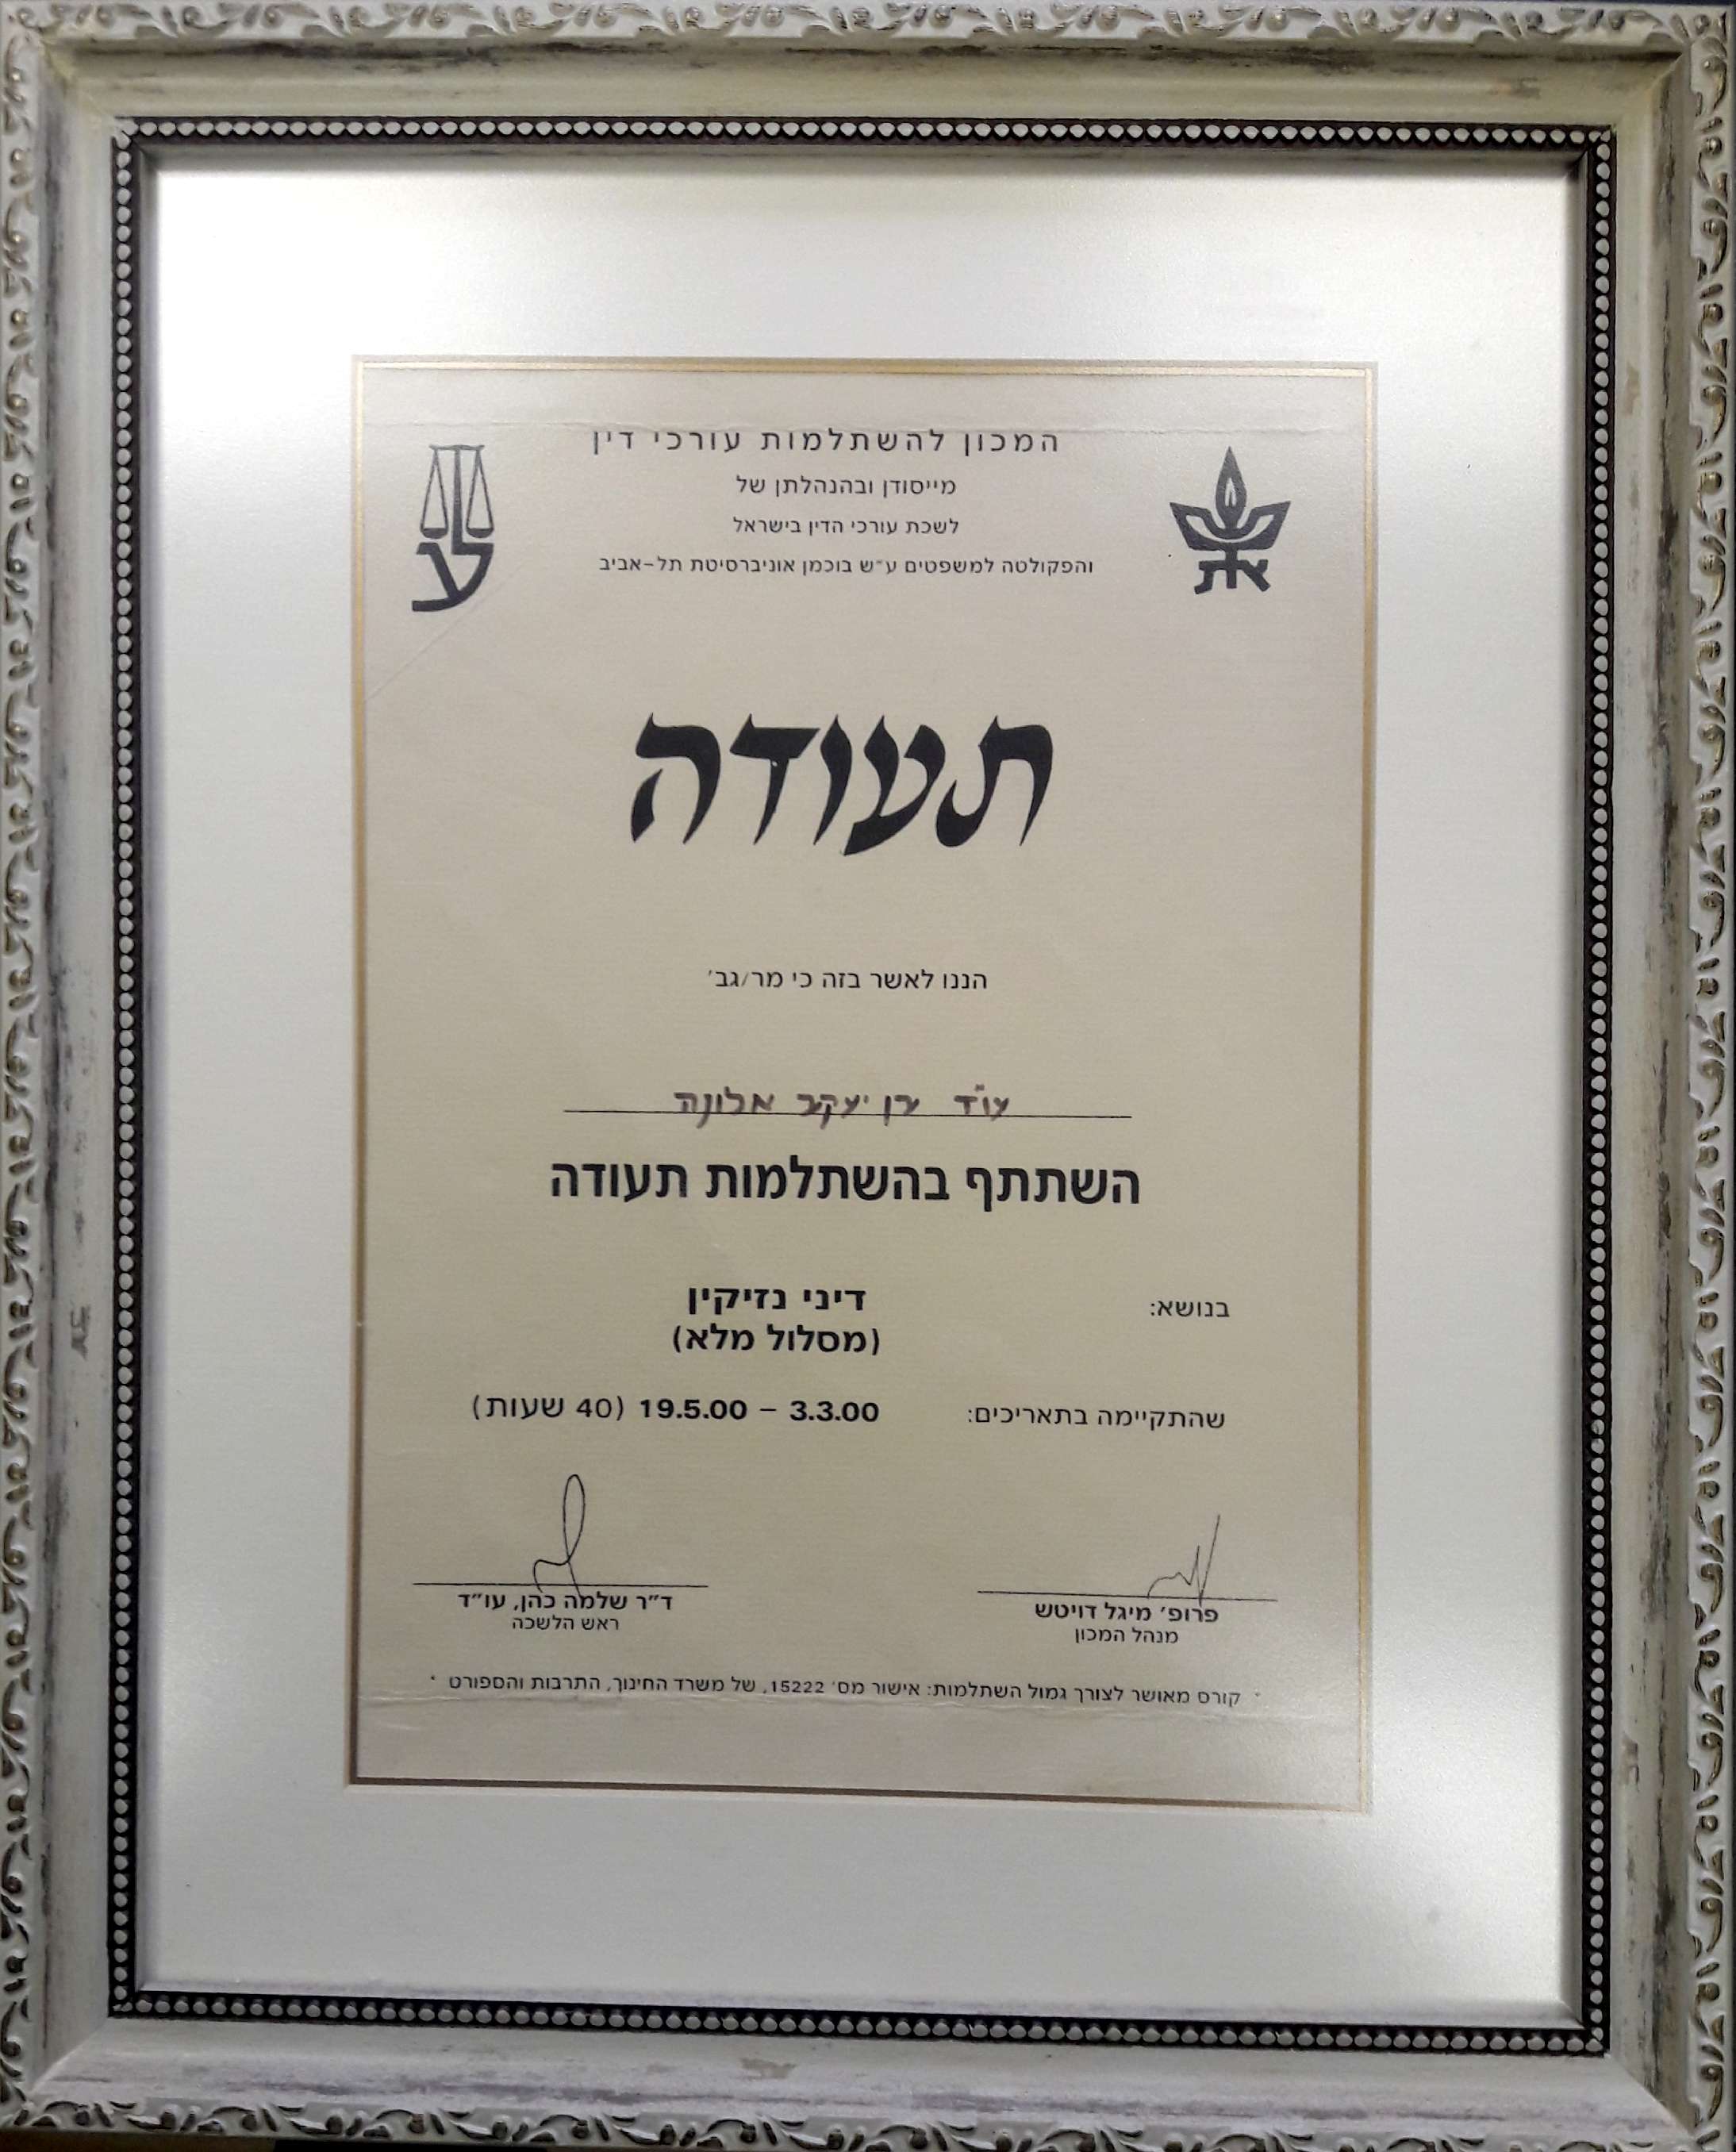 המכון להשתלמות עורכי דין
מייסודן ובהנהלתן של
לשכת עורכי הדין בישראל
והפקולטה למשפטים ע״ש בוכמן אוניברסיטת תל-אביב
תעודה
הננו לאשר בזה כי מר/גב'
עו"ד בן יעקב אלונה
השתתף בהשתלמות תעודה
בנושא: דיני נזיקין
(מסלול מלא)
שהתקיימה בתאריכים: 3.3.00 – 19.5.00 (40 שעות)
פרופ' מיגל דויטש
מנהל המכון
ד״ר שלמה כהן, עו״ד
ראש הלשכה
* קורס מאושר לצורך גמול השתלמות: אישור מס' 15222, של משרד החינוך, התרבות והספורט *